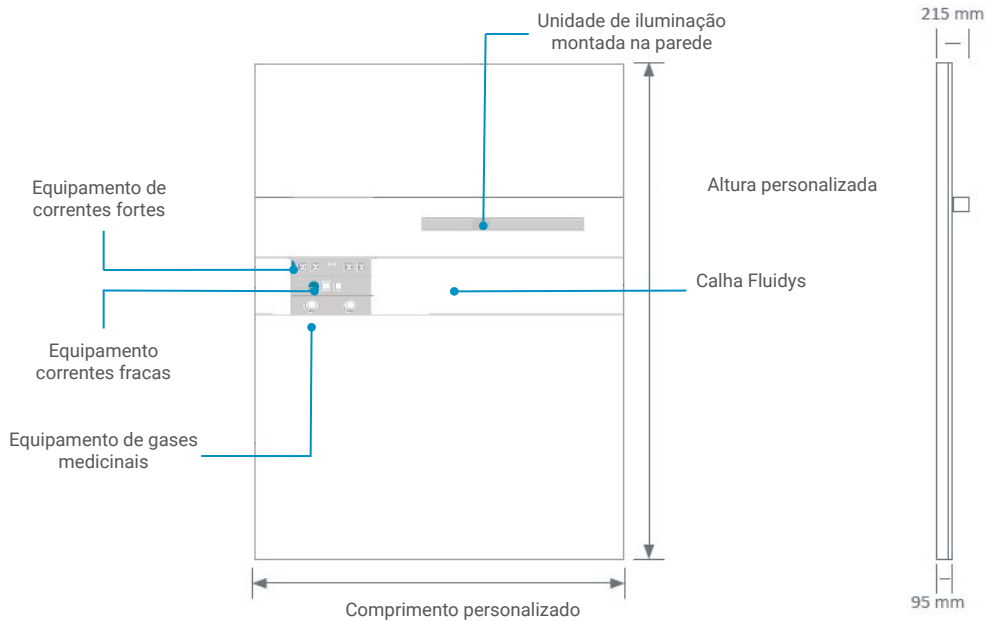 Unidade de iluminação
montada na parede
215 mm
Equipamento de
correntes fortes
Altura personalizada
Calha Fluidys
Equipamento
correntes fracas
Equipamento de gases
medicinais
Comprimento personalizado
95 mm